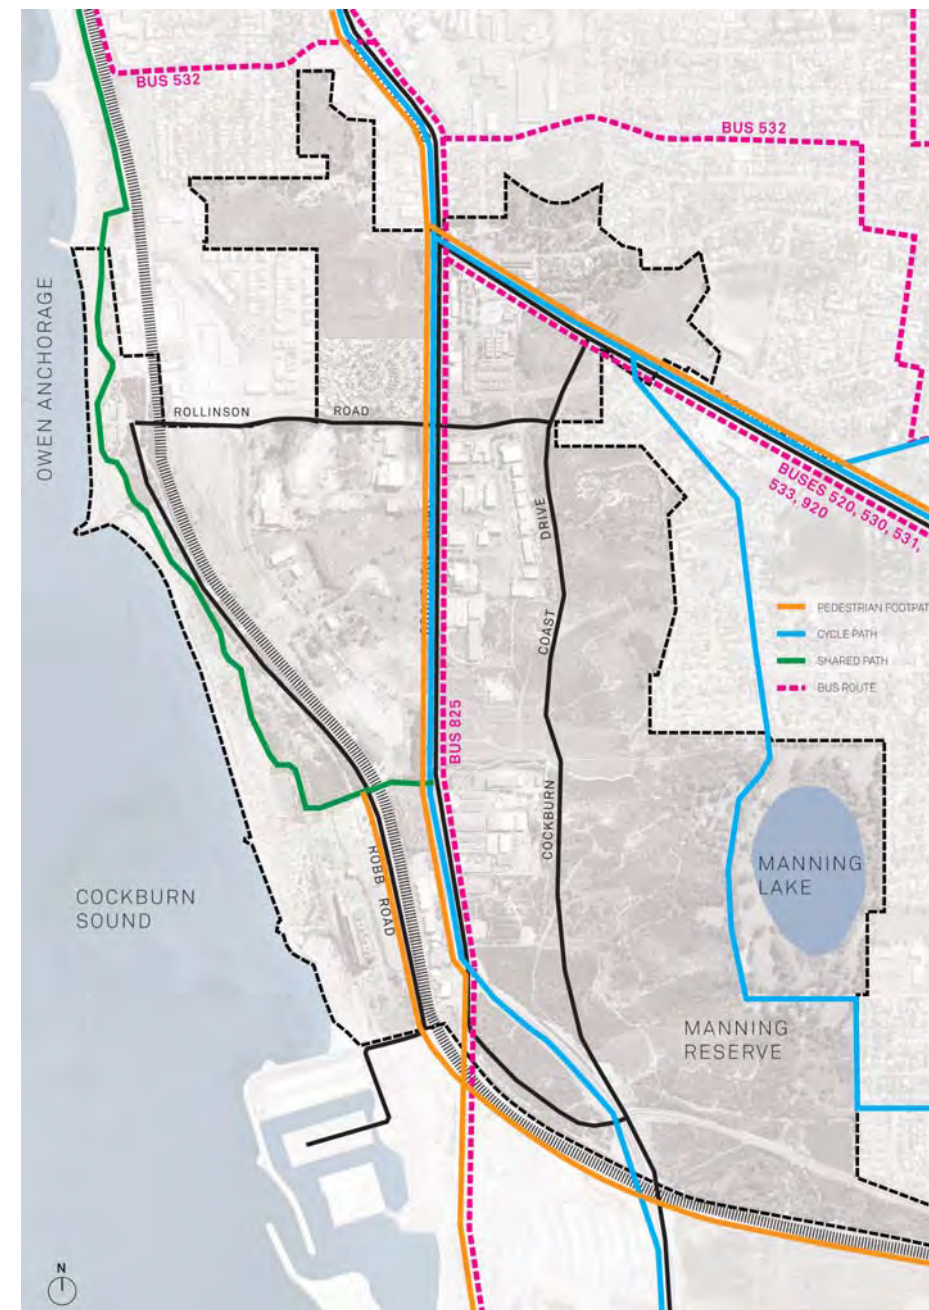 BUS 532
BUS 532
OWEN ANCHORAGE
ROLLINSON ROAD
BUSES 520, 530, 531,
533, 920
COCKBURN COAST DRIVE
PEDESTRIAN FOOTPAT
CYCLE PATH
SHARED PATH
BUS ROUTE
BUS 825
ROBB ROAD
MANNING
LAKE
COCKBURN
SOUND
MANNING
RESERVE
N